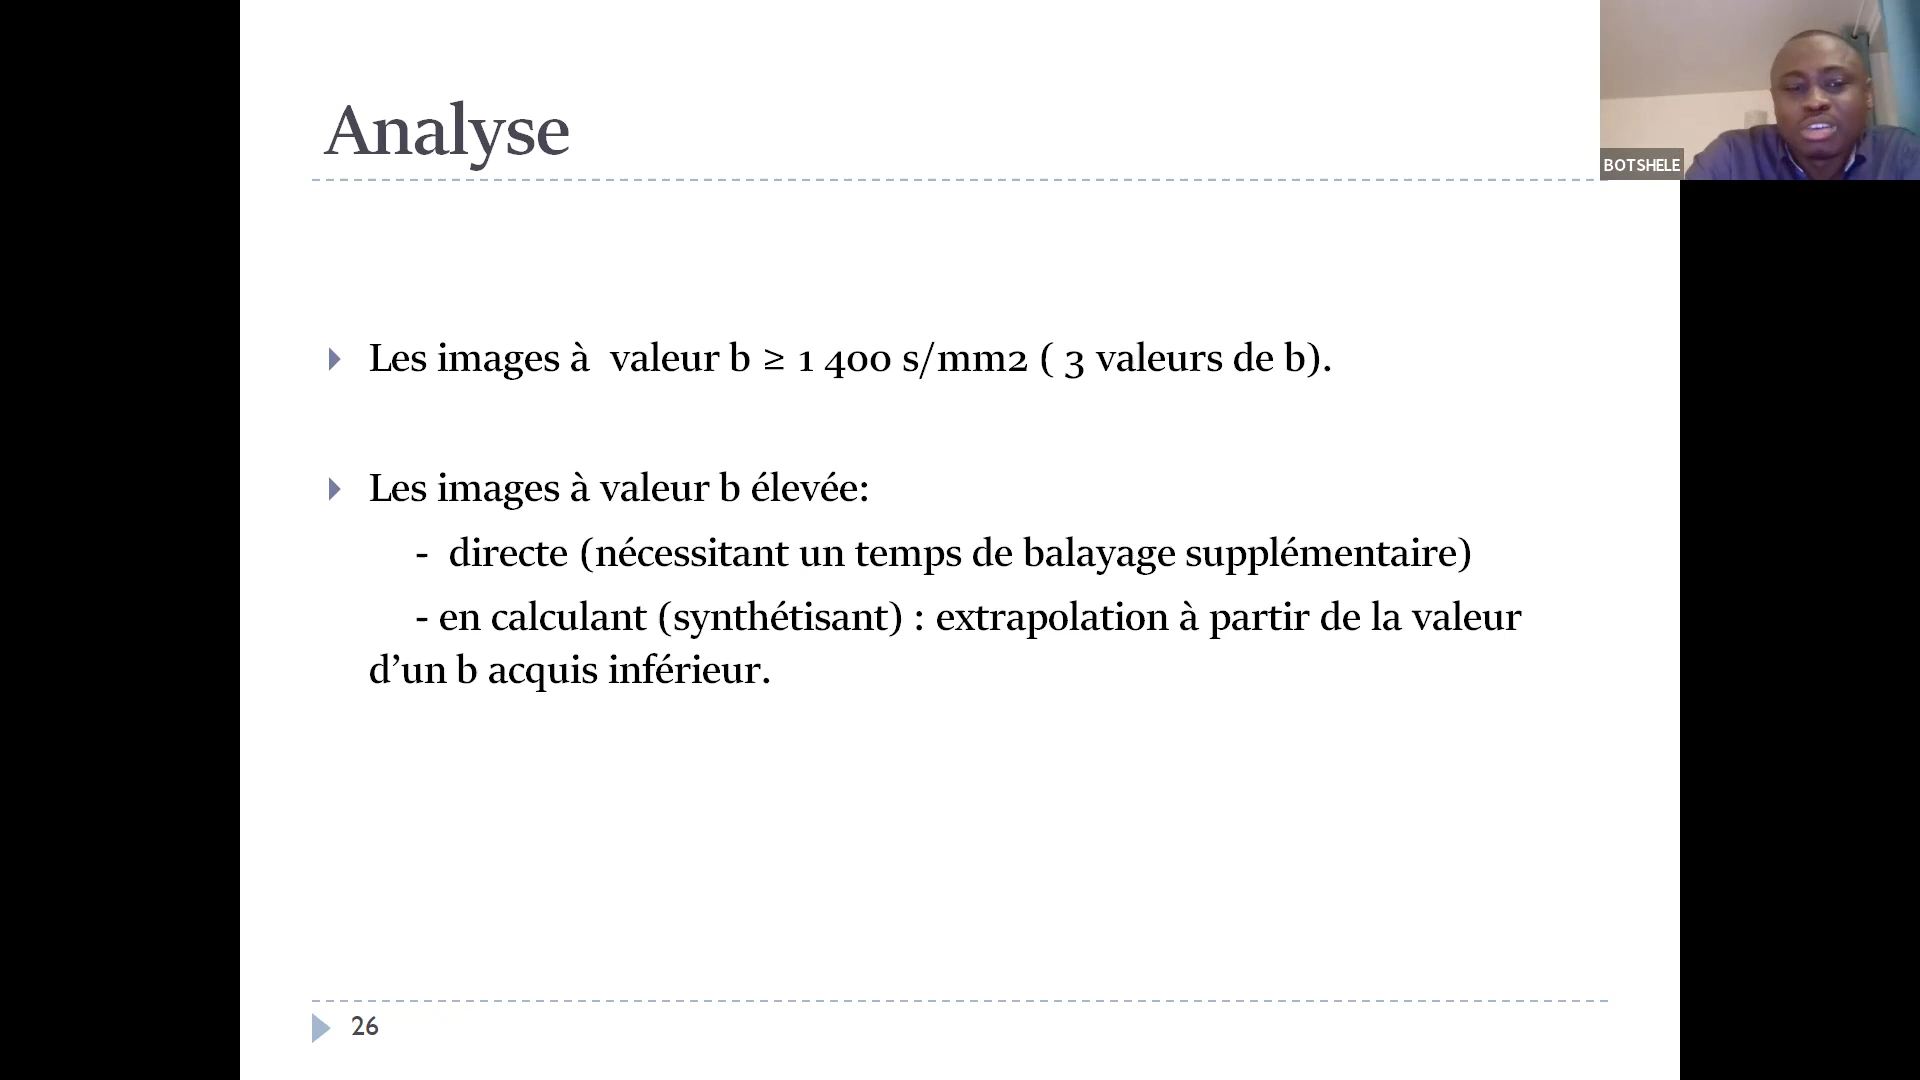 Analyse
BOTSHELE
Les images à valeur b ≥ 1 400 s/mm2 ( 3 valeurs de b).
Les images à valeur b élevée:
- directe (nécessitant un temps de balayage supplémentaire)
- en calculant (synthétisant) : extrapolation à partir de la valeur
d’un b acquis inférieur.
26